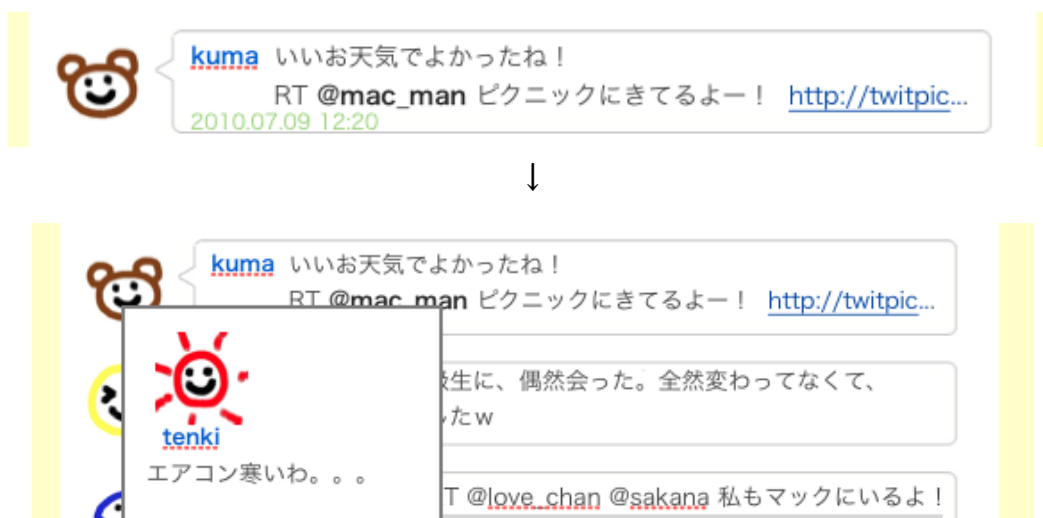 kuma いいお天気でよかったね！
RT @mac_man ピクニックにきてるよー！ http://twitpic...
2010.07.09 12:20
↓
kuma いいお天気でよかったね！
RT @mac_man ピクニックにきてるよー！ http://twitpic...
生に、偶然会った。全然変わってなくて、
たｗ
tenki
エアコン寒いわ。。。
T @love_chan @sakana 私もマックにいるよ！